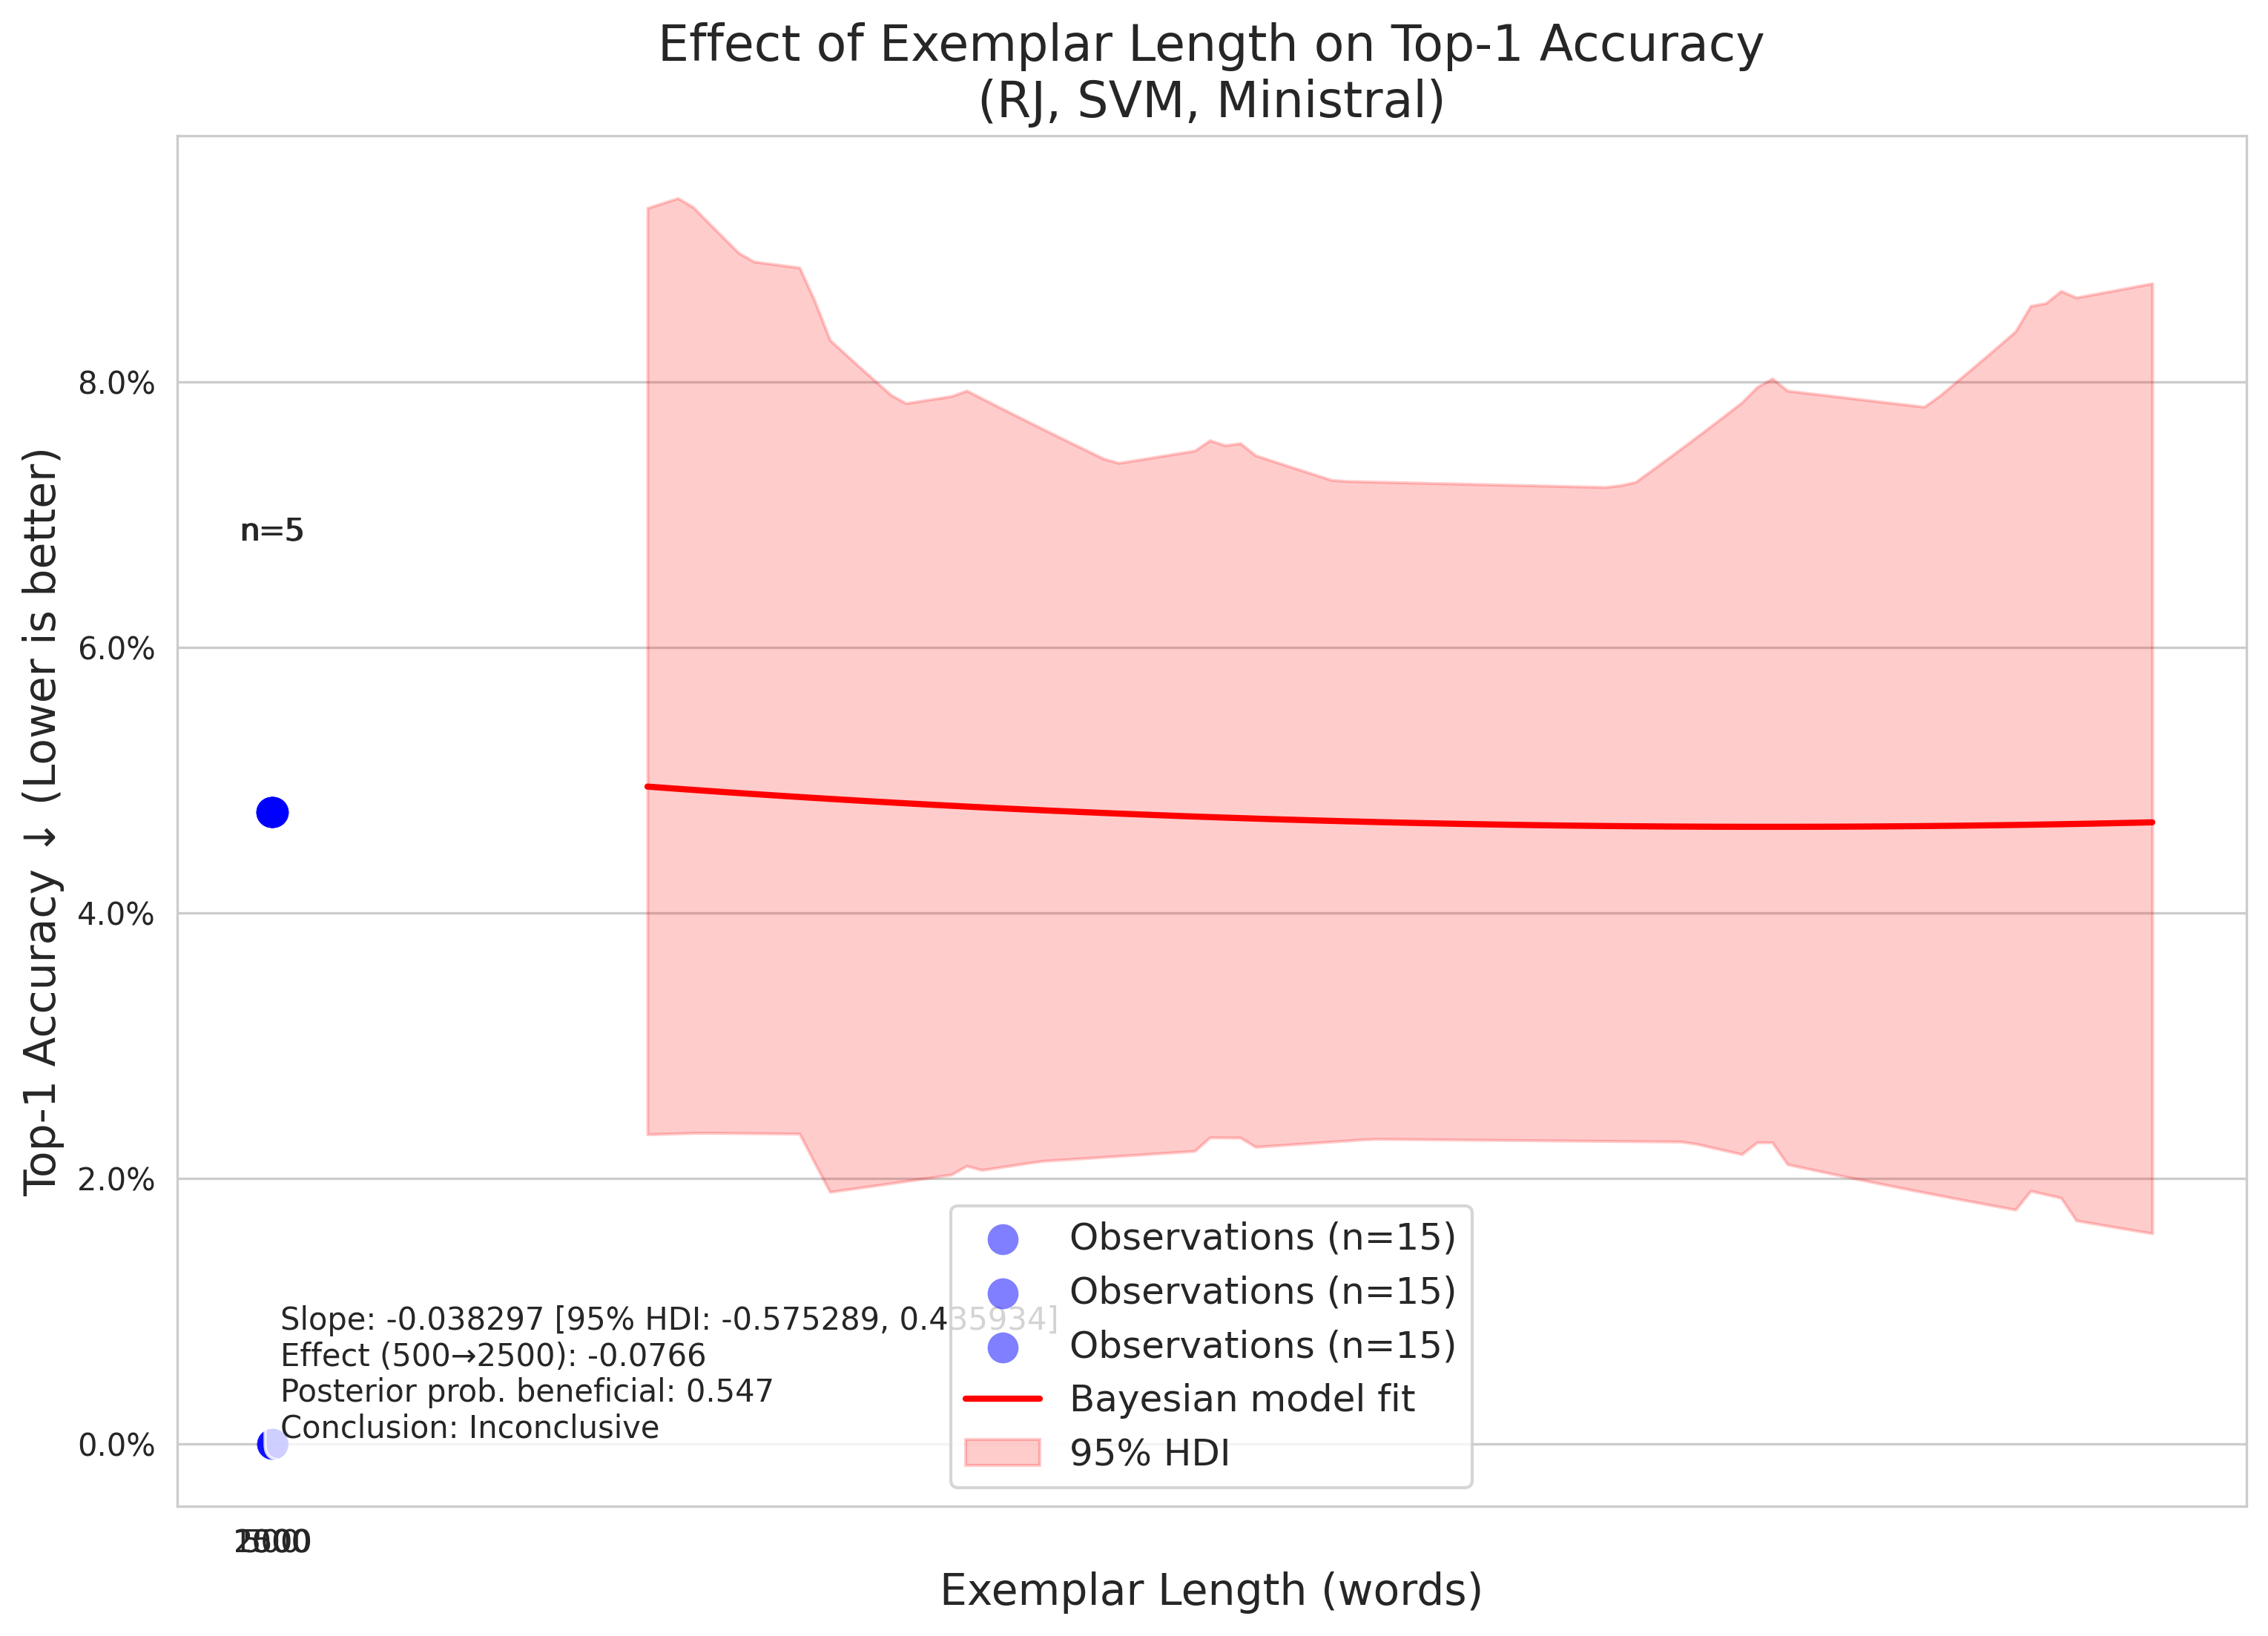 Effect of Exemplar Length on Top-1 Accuracy
(RJ, SVM, Ministral)
Top-1 Accuracy ↓ (Lower is better)
8.0%
6.0%
4.0%
2.0%
0.0%
n=5
Slope: -0.038297 [95% HDI: -0.575289, 0.435934]
Effect (500→2500): -0.0766
Posterior prob. beneficial: 0.547
Conclusion: Inconclusive
Observations (n=15)
Observations (n=15)
Observations (n=15)
Bayesian model fit
95% HDI
Exemplar Length (words)